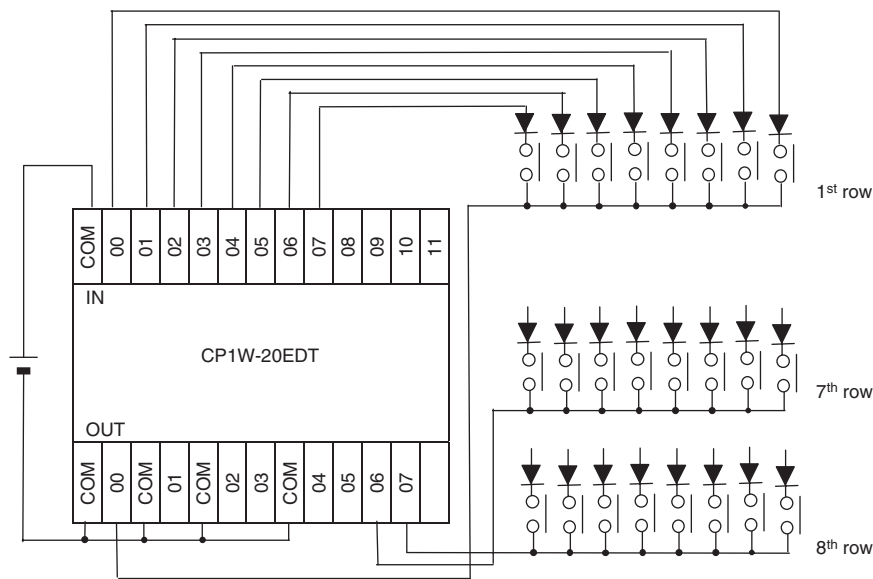 1st row
COM 00 01 02 03 04 05 06 07 08 09 10 11
IN
CP1W-20EDT
7th row
OUT
COM 00 COM 01 COM 02 03 COM 04 05 06 07
8th row